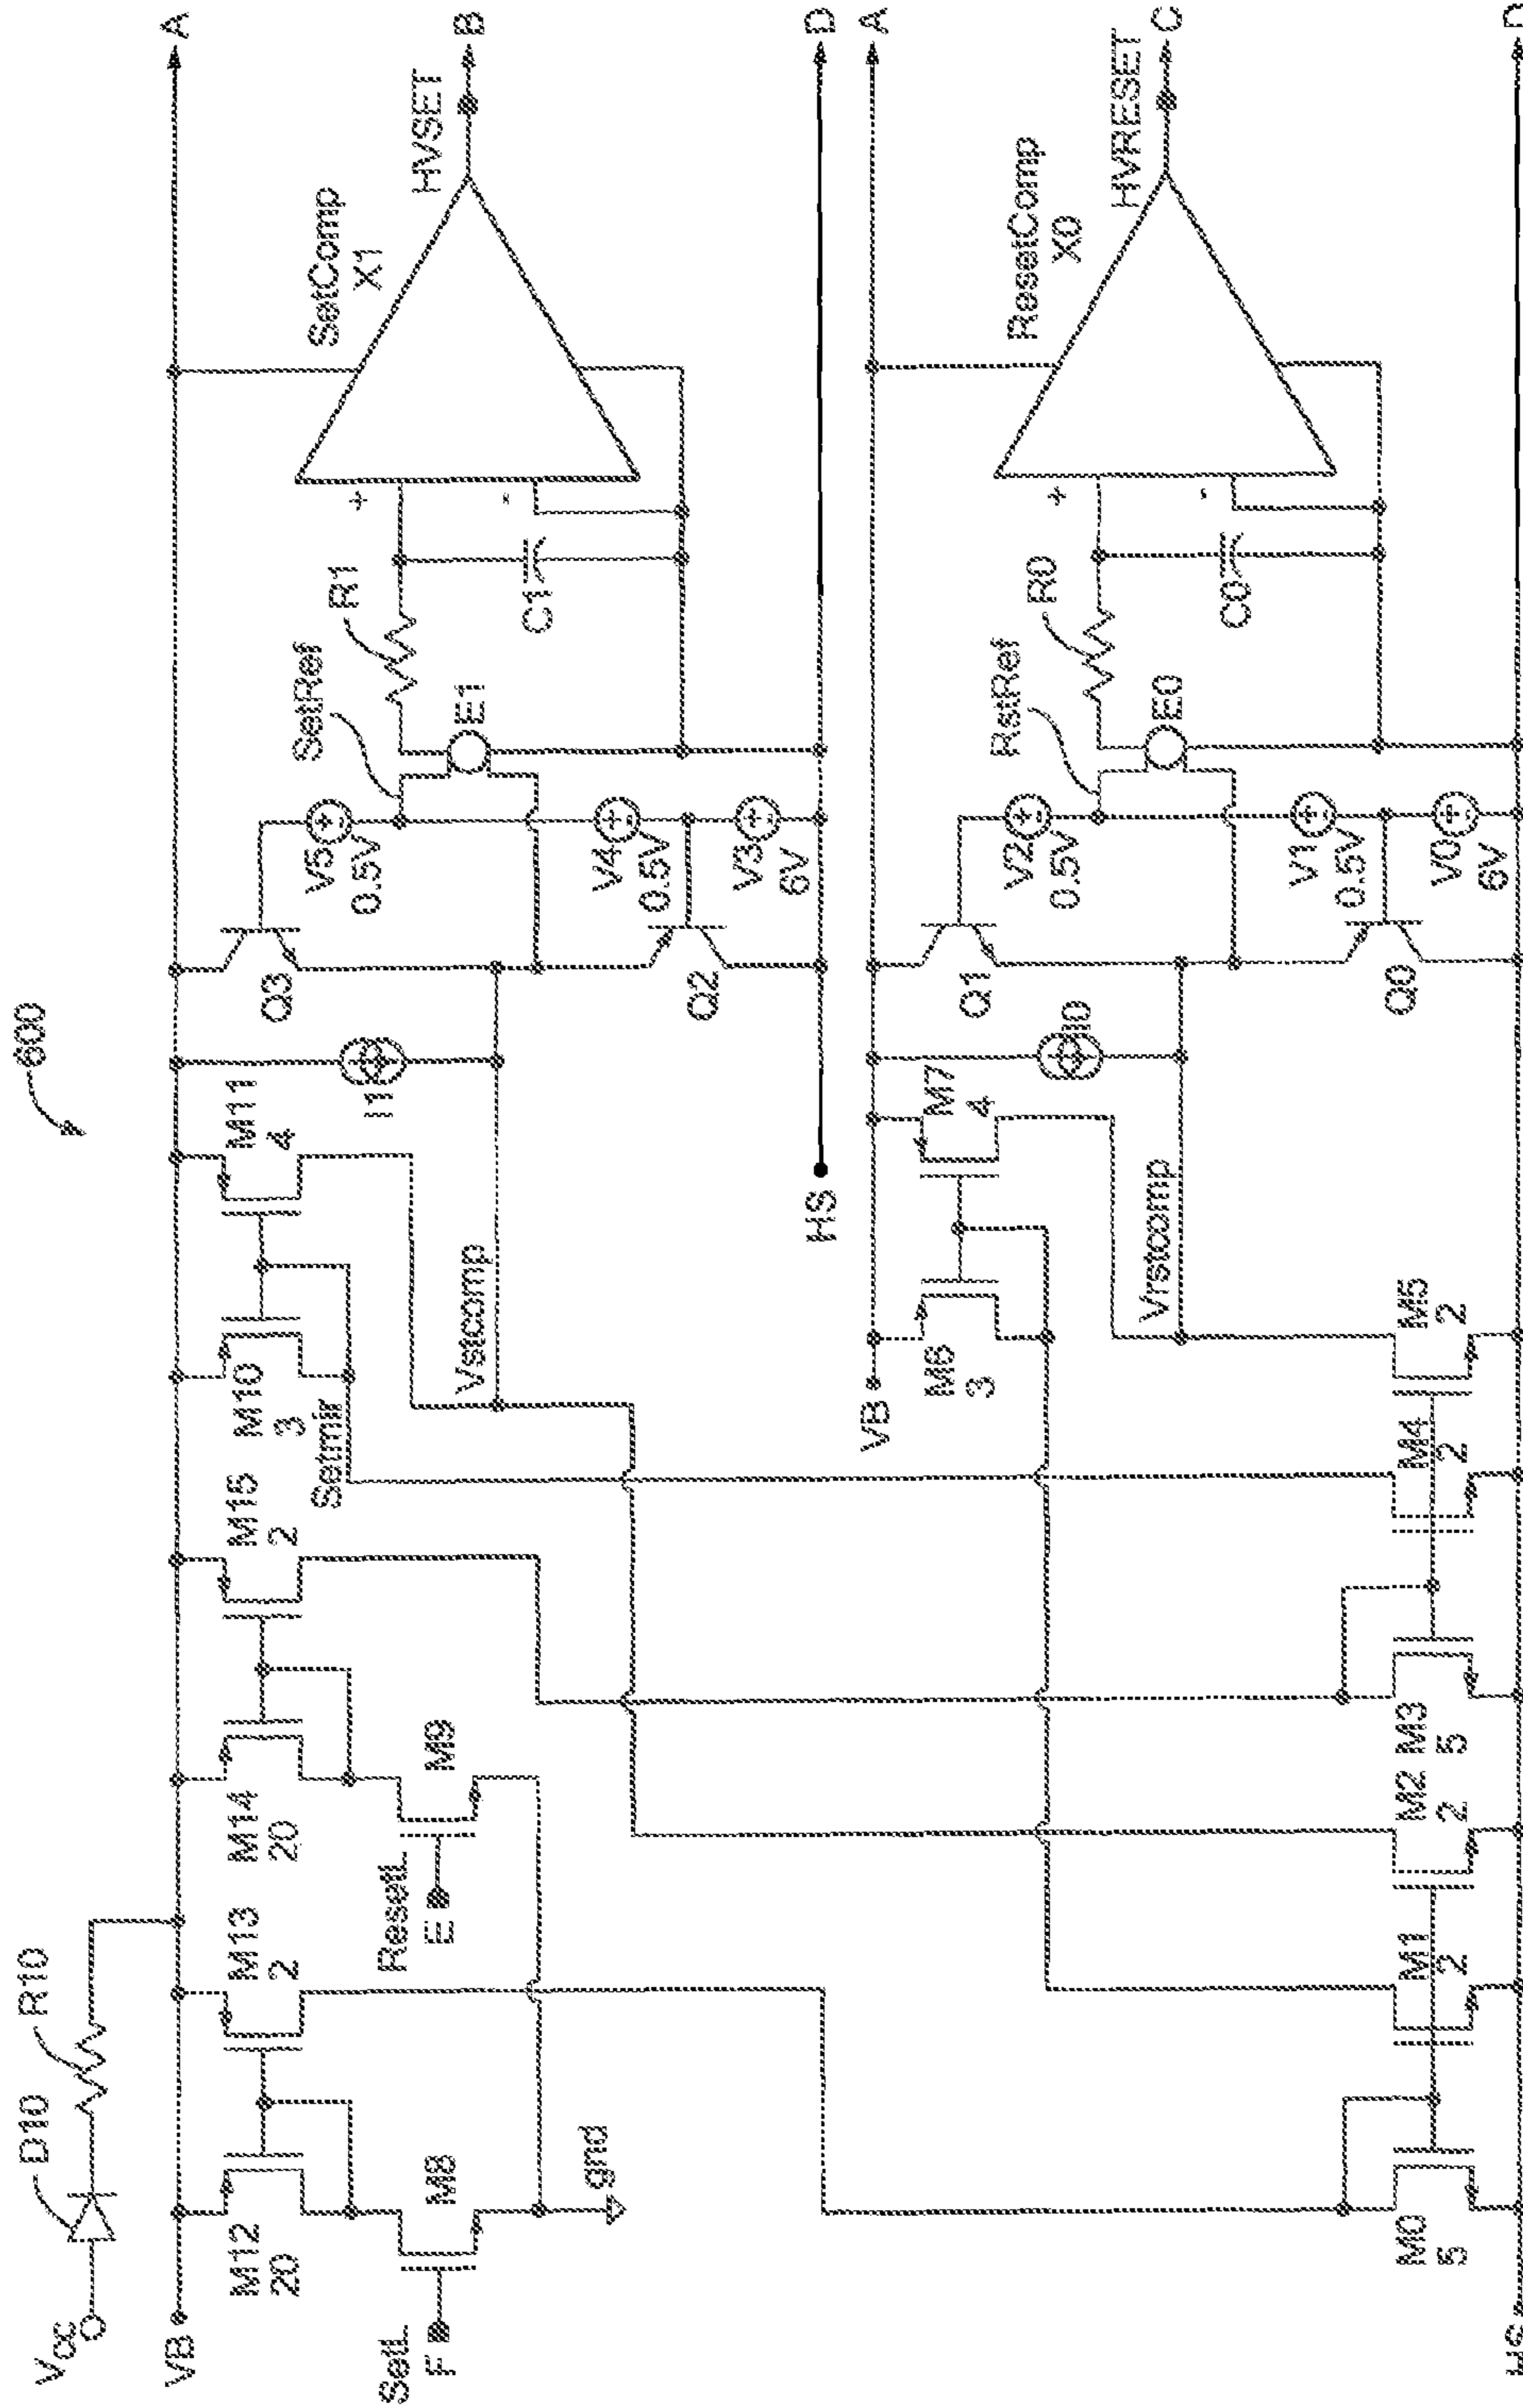 600
VCC
D10
R10
VB
A
M12
20
M13
2
M14
20
M15
2
M10
3
M11
4
I1
Q3
V5
0.5V
SetRef
R1
SetComp
X1
HVSET
B
+
-
SetL
F
M8
ResetL
E
M9
Setmir
Vstcomp
E1
C1
gnd
V4
0.5V
Q2
V3
6V
HS
D
VB
A
M6
3
M7
4
I0
Q1
V2
0.5V
RstRef
R0
ResetComp
X0
HVRESET
C
+
-
Vrstcomp
E0
C0
V1
0.5V
Q0
V0
6V
M0
5
M1
2
M2
2
M3
5
M4
2
M5
2
HS
D